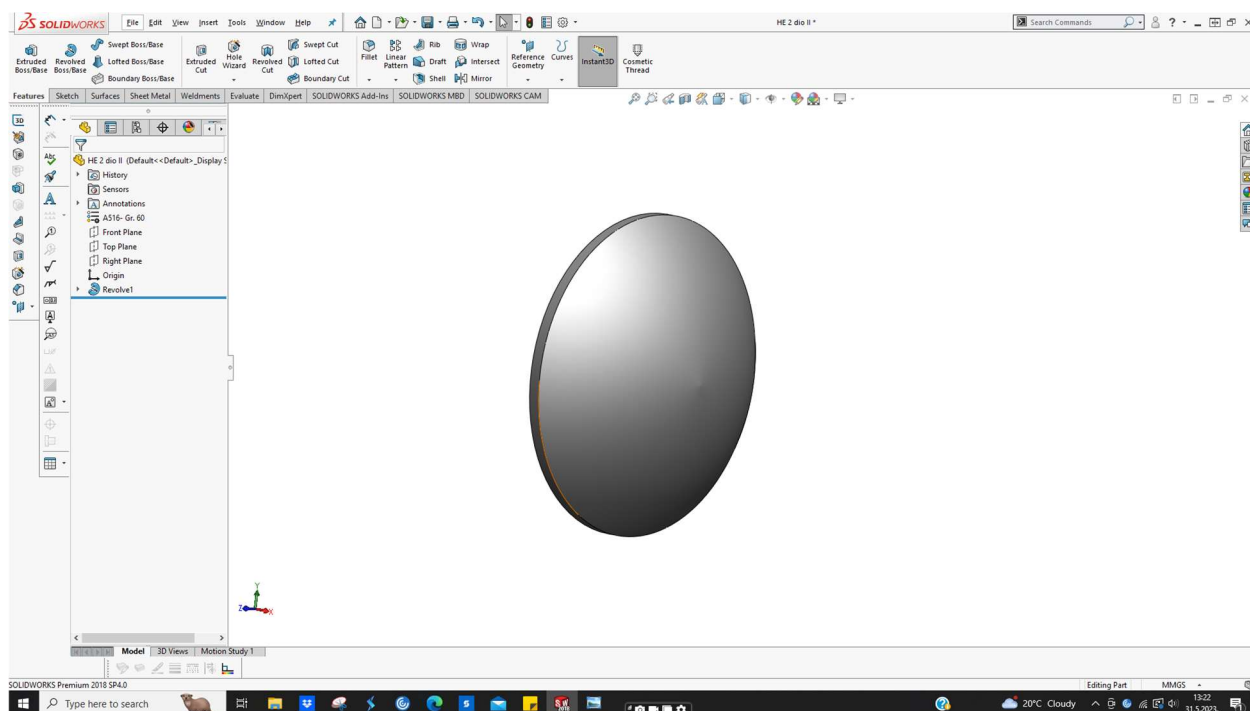 3S SOLIDWORKS File Edit View Insert Tools Window Help HE 2 dio II * Search Commands
Extruded Boss/Base
Revolved Boss/Base
Swept Boss/Base
Lofted Boss/Base
Boundary Boss/Base
Extruded Cut
Hole Wizard
Revolved Cut
Swept Cut
Lofted Cut
Boundary Cut
Fillet
Linear Pattern
Rib
Draft
Shell
Wrap
Intersect
Mirror
Reference Geometry
Curves
Instant3D
Cosmetic Thread
Features Sketch Surfaces Sheet Metal Weldments Evaluate DimXpert SOLIDWORKS Add-Ins SOLIDWORKS MBD SOLIDWORKS CAM
HE 2 dio II (Default<<Default>_Display S
History
Sensors
Annotations
A516- Gr. 60
Front Plane
Top Plane
Right Plane
Origin
Revolve1
Y
Z X
Model 3D Views Motion Study 1
SOLIDWORKS Premium 2018 SP4.0 Editing Part MMGS
Type here to search 20°C Cloudy 13:22
31.5.2023.